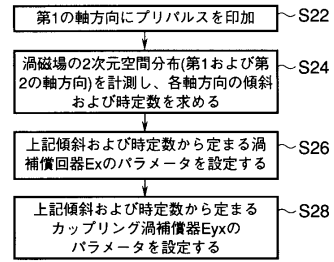 第1の軸方向にプリパルスを印加
S22
渦磁場の2次元空間分布(第1および第
2の軸方向)を計測し、各軸方向の傾斜
および時定数を求める
S24
上記傾斜および時定数から定まる渦
補償回器Exのパラメータを設定する
S26
上記傾斜および時定数から定まる
カップリング渦補償器Eyxの
パラメータを設定する
S28